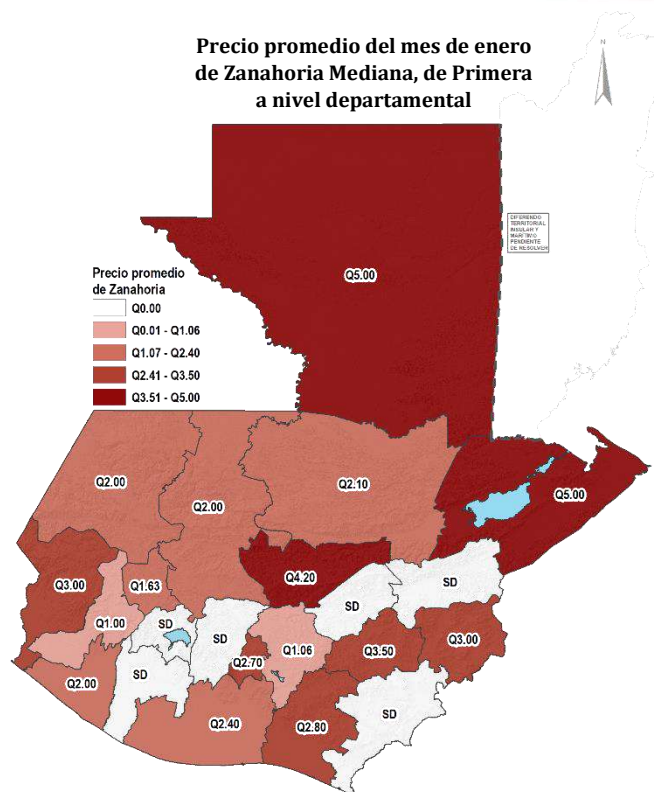 Precio promedio del mes de enero
de Zanahoria Mediana, de Primera
a nivel departamental
N
DIFERENDO
TERRITORIAL
INSULAR Y
MARÍTIMO
PENDIENTE
DE RESOLVER
Q5.00
Precio promedio
de Zanahoria
Q0.00
Q0.01 - Q1.06
Q1.07 - Q2.40
Q2.41 - Q3.50
Q3.51 - Q5.00
Q2.00
Q2.00
Q2.10
Q5.00
Q3.00
Q1.63
Q4.20
SD
SD
Q1.00
SD
SD
Q1.06
Q3.50
Q3.00
Q2.70
Q2.00
SD
Q2.40
Q2.80
SD